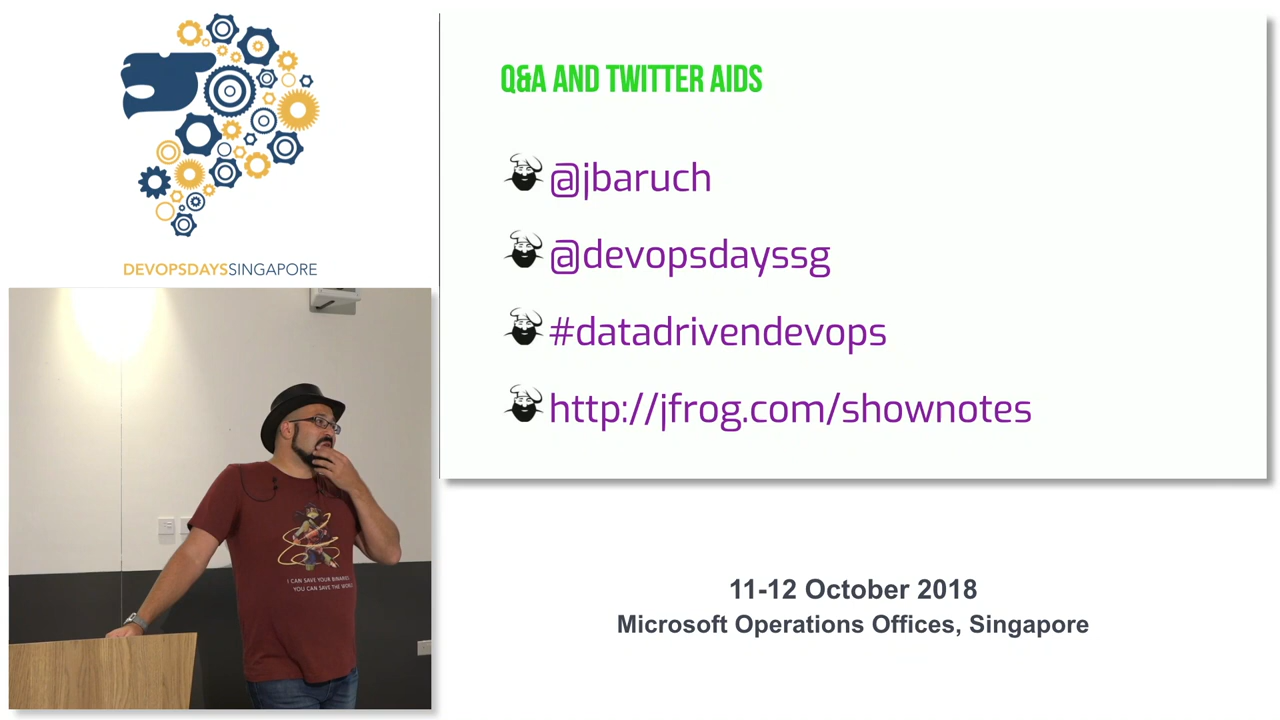 DEVOPSDAYSSINGAPORE
Q&A AND TWITTER AIDS
@jbaruch
@devopsdayssg
#datadrivendevops
http://jfrog.com/shownotes
I CAN SAVE YOUR BINARIES
YOU CAN SAVE THE WORLD
11-12 October 2018
Microsoft Operations Offices, Singapore